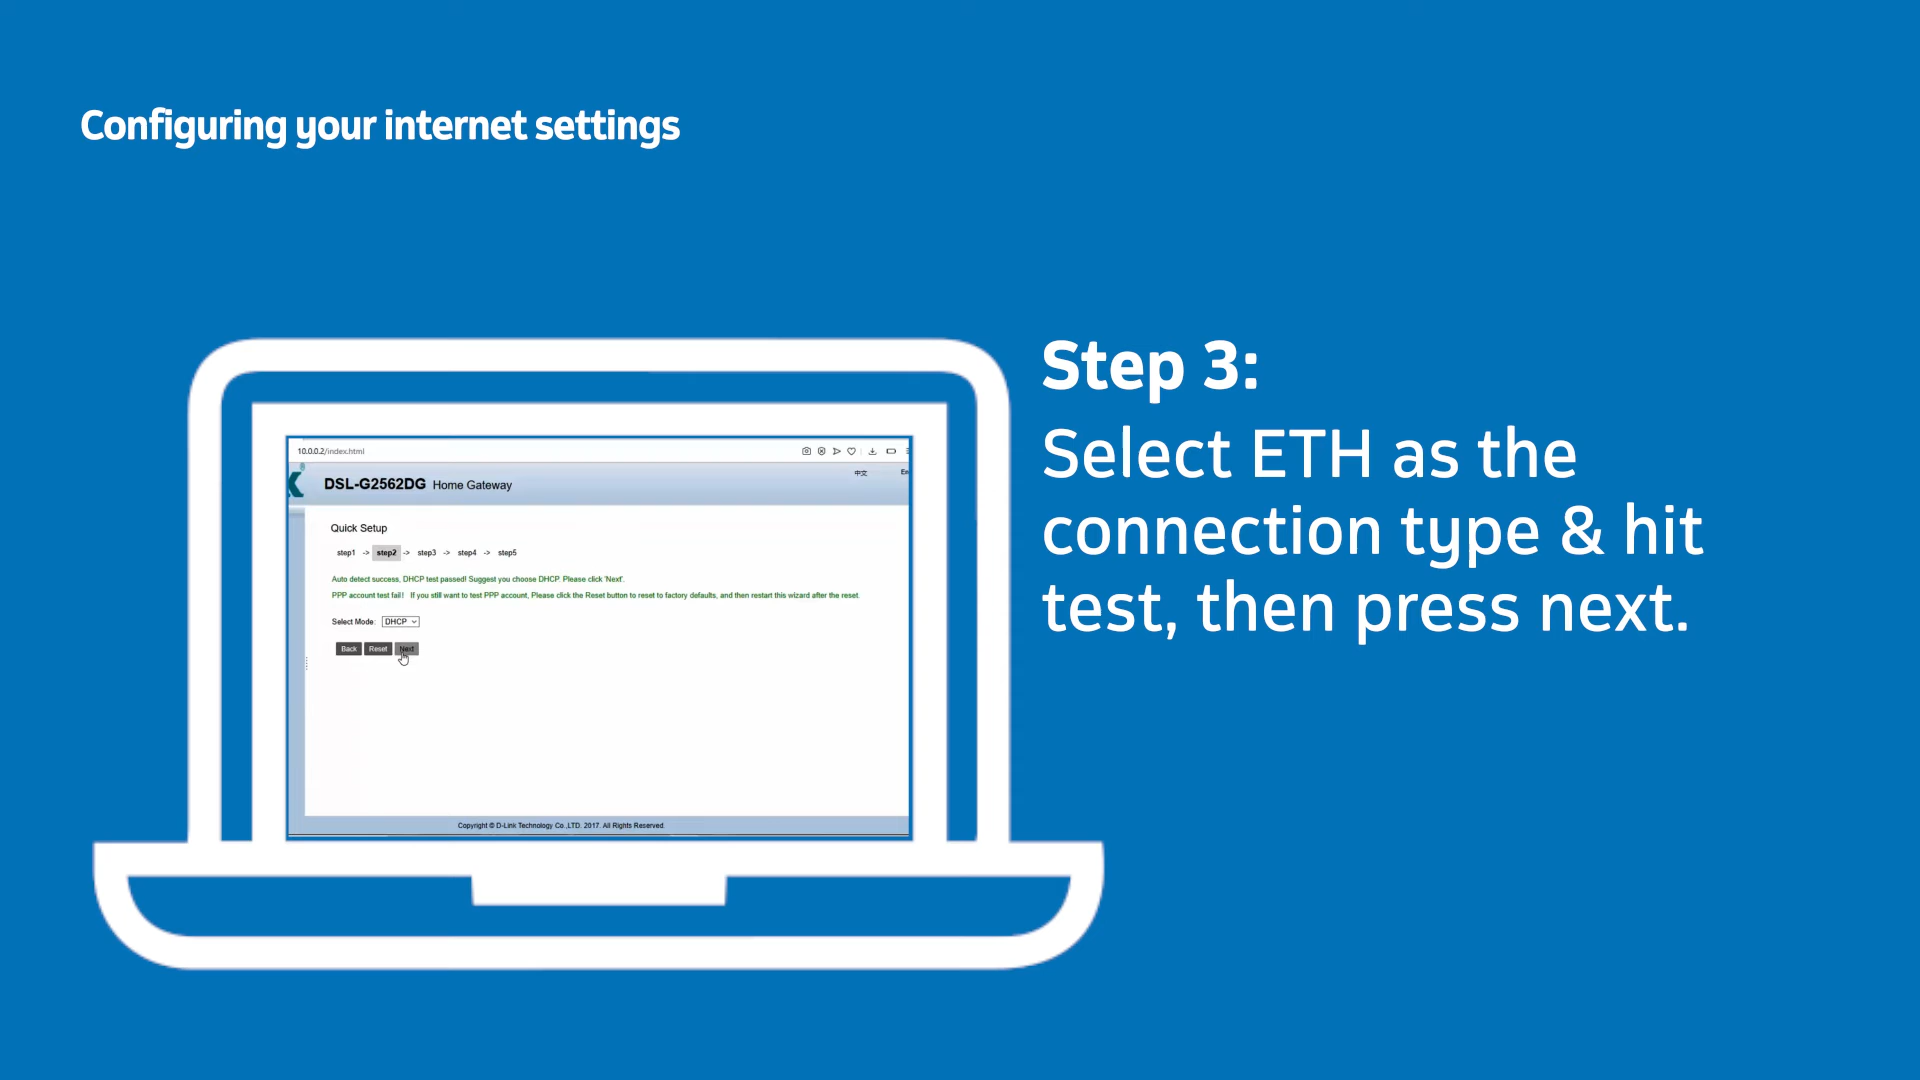 Configuring your internet settings
Step 3:
Select ETH as the
connection type & hit
test, then press next.
10.0.0.2/index.html
中文
En
DSL-G2562DG Home Gateway
Quick Setup
step1 -> step2 -> step3 -> step4 -> step5
Auto detect success, DHCP test passed! Suggest you choose DHCP. Please click 'Next'.
PPP account test fail! If you still want to test PPP account, Please click the Reset button to reset to factory defaults, and then restart this wizard after the reset.
Select Mode: DHCP
Back Reset Next
Copyright © D-Link Technology Co.,LTD. 2017. All Rights Reserved.